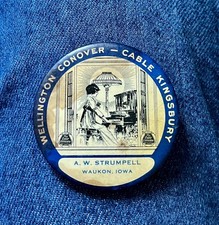 WELLINGTON CONOVER — CABLE KINGSBURY
A. W. STRUMPELL
WAUKON, IOWA